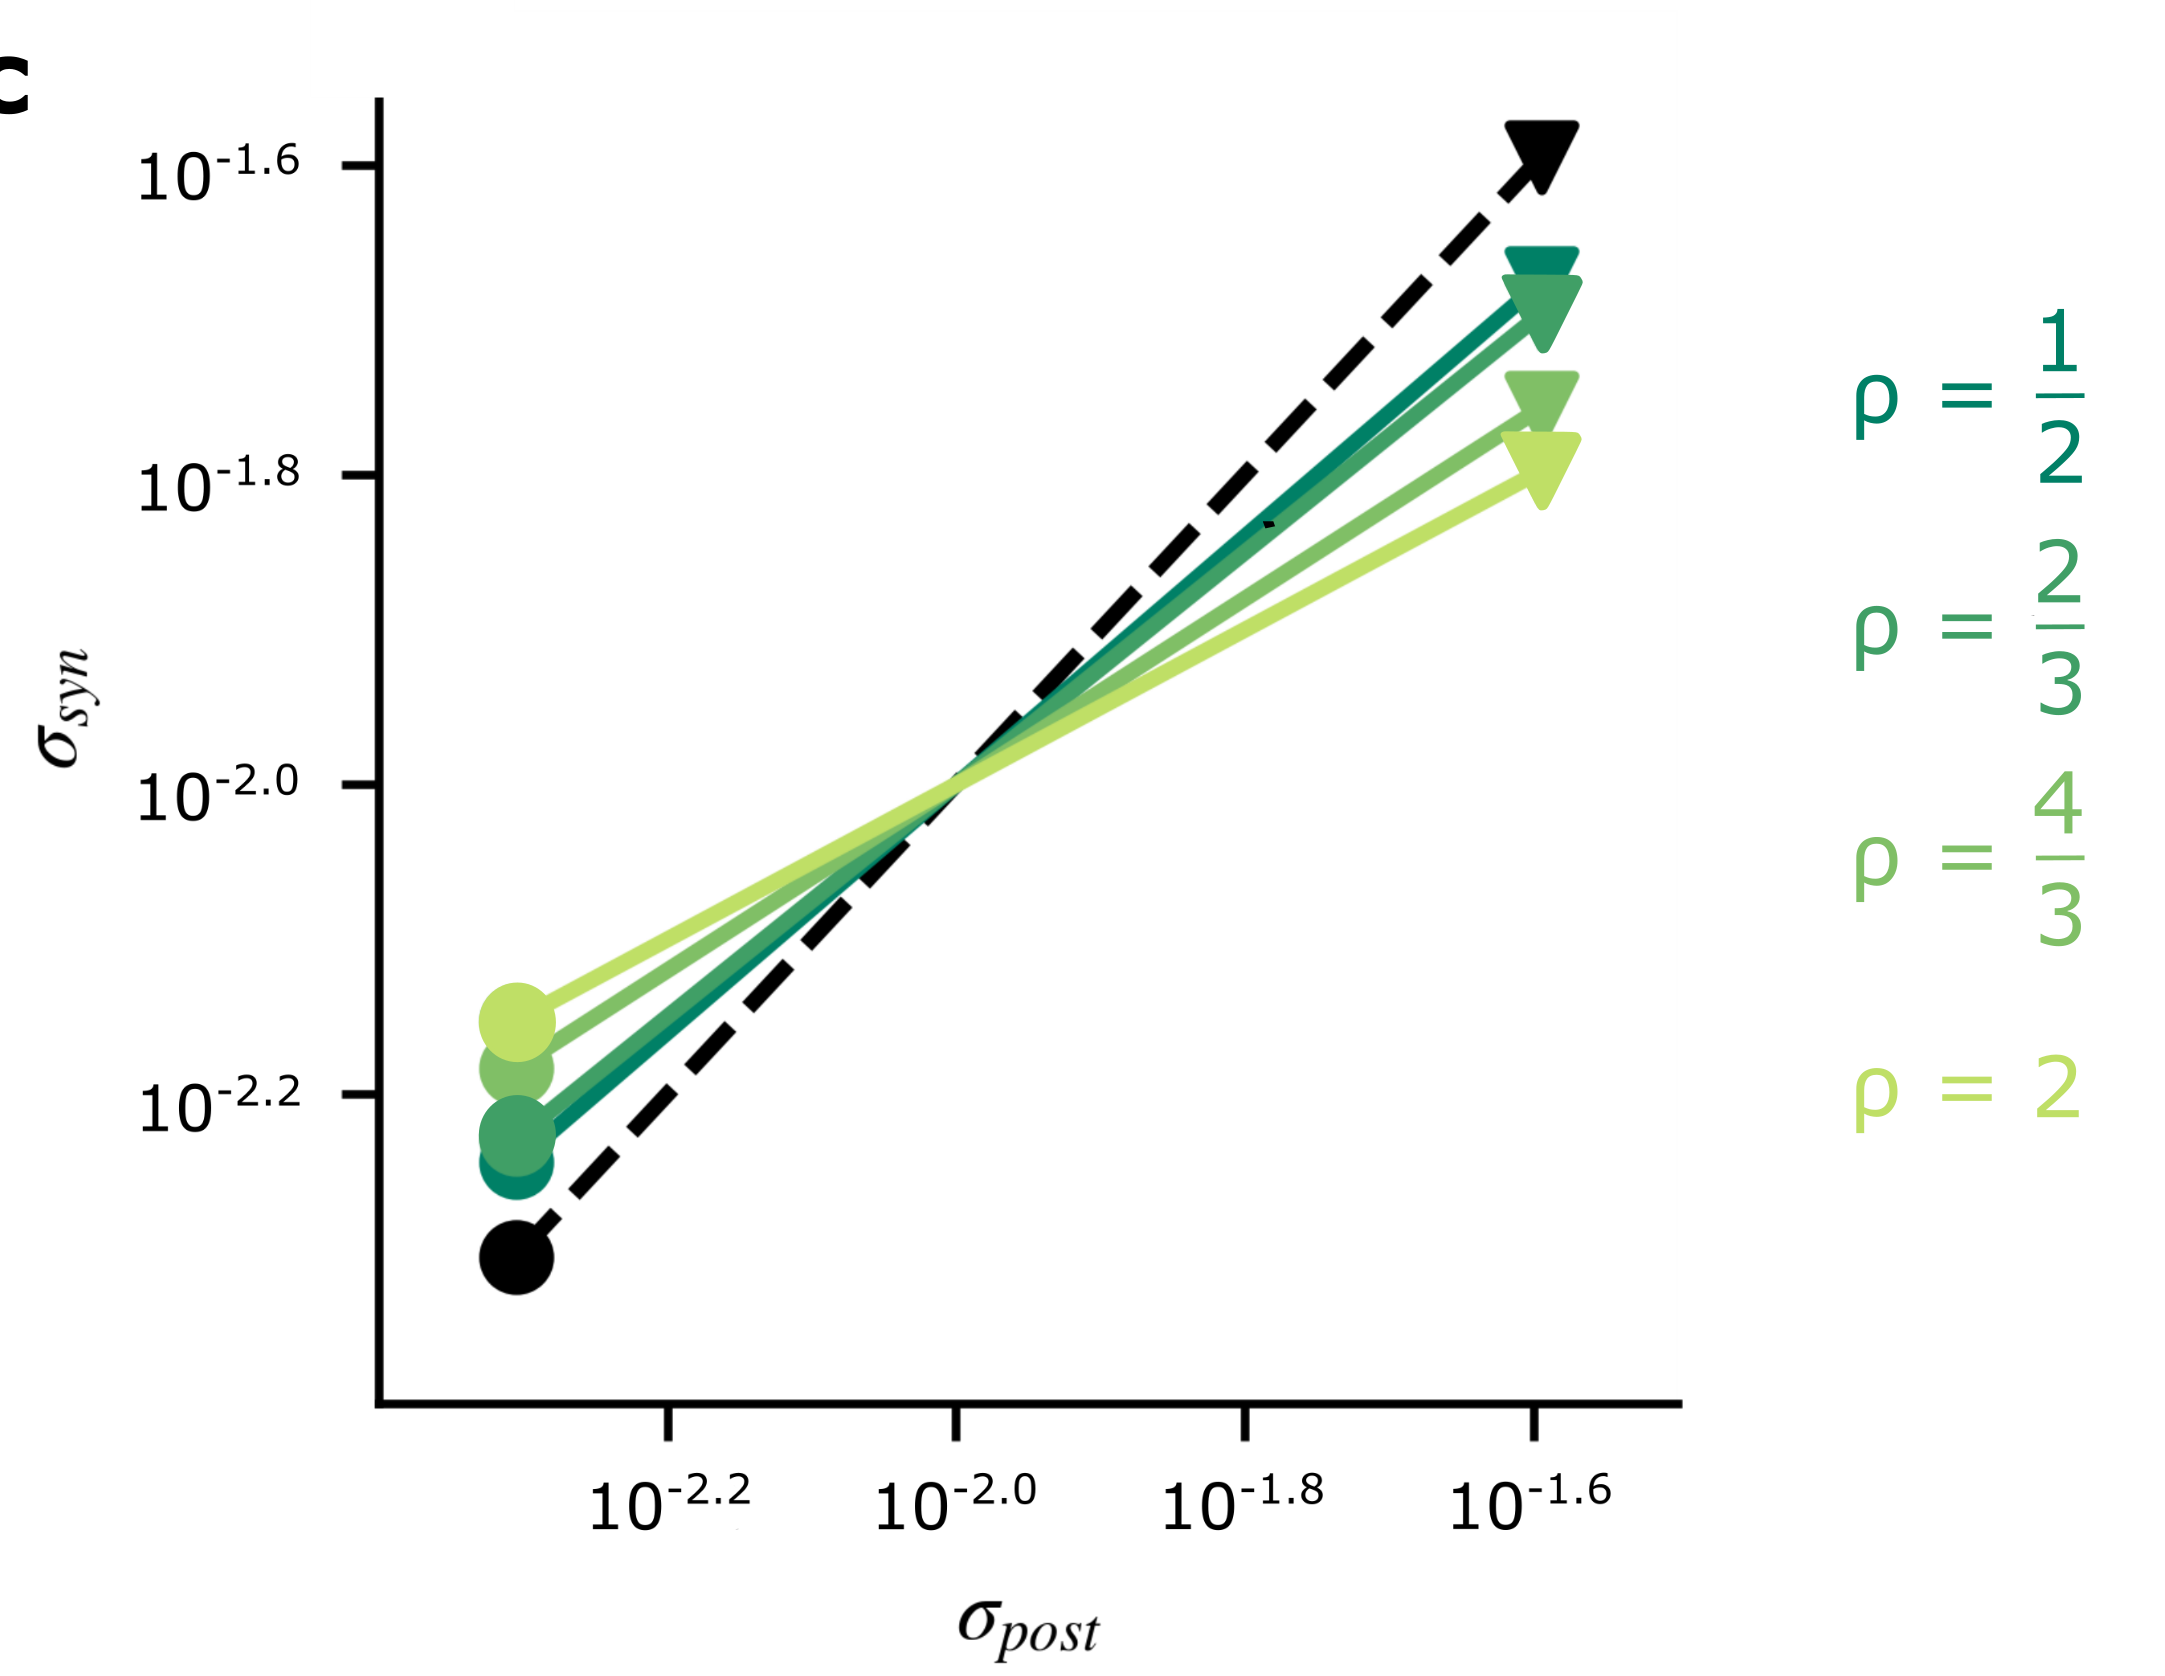 c
10^-1.6
10^-1.8
10^-2.0
10^-2.2
σ_syn
10^-2.2 10^-2.0 10^-1.8 10^-1.6
σ_post
ρ = 1/2
ρ = 2/3
ρ = 4/3
ρ = 2